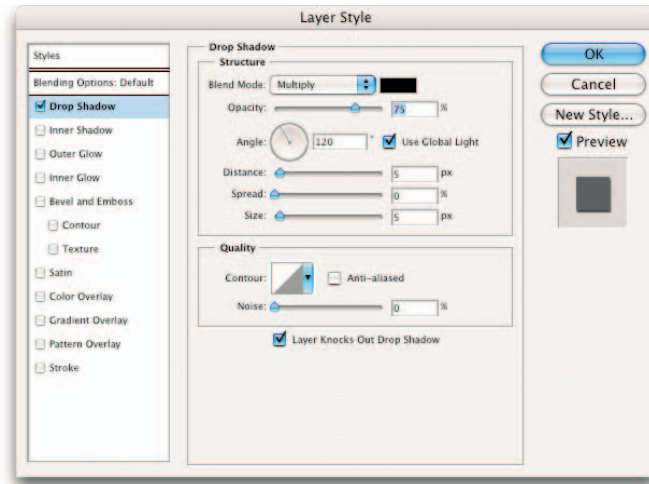 Layer Style
Styles
Blending Options: Default
Drop Shadow
Inner Shadow
Outer Glow
Inner Glow
Bevel and Emboss
Contour
Texture
Satin
Color Overlay
Gradient Overlay
Pattern Overlay
Stroke
Drop Shadow
Structure
Blend Mode: Multiply
Opacity: 75 %
Angle: 120 ° Use Global Light
Distance: 5 px
Spread: 0 %
Size: 5 px
Quality
Contour: Anti-aliased
Noise: 0 %
Layer Knocks Out Drop Shadow
OK
Cancel
New Style...
Preview